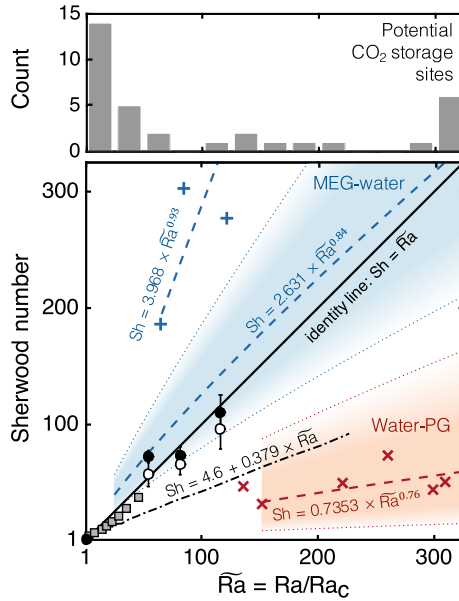 15
10
5
0
Count
Potential
CO₂ storage
sites
300
200
100
1
Sherwood number
MEG-water
Sh = 3.968 × R̃a^0.93
Sh = 2.631 × R̃a^0.84
identity line: Sh = R̃a
Water-PG
Sh = 4.6 + 0.379 × R̃a
Sh = 0.7353 × R̃a^0.76
1
100
200
300
R̃a = Ra/Ra_C